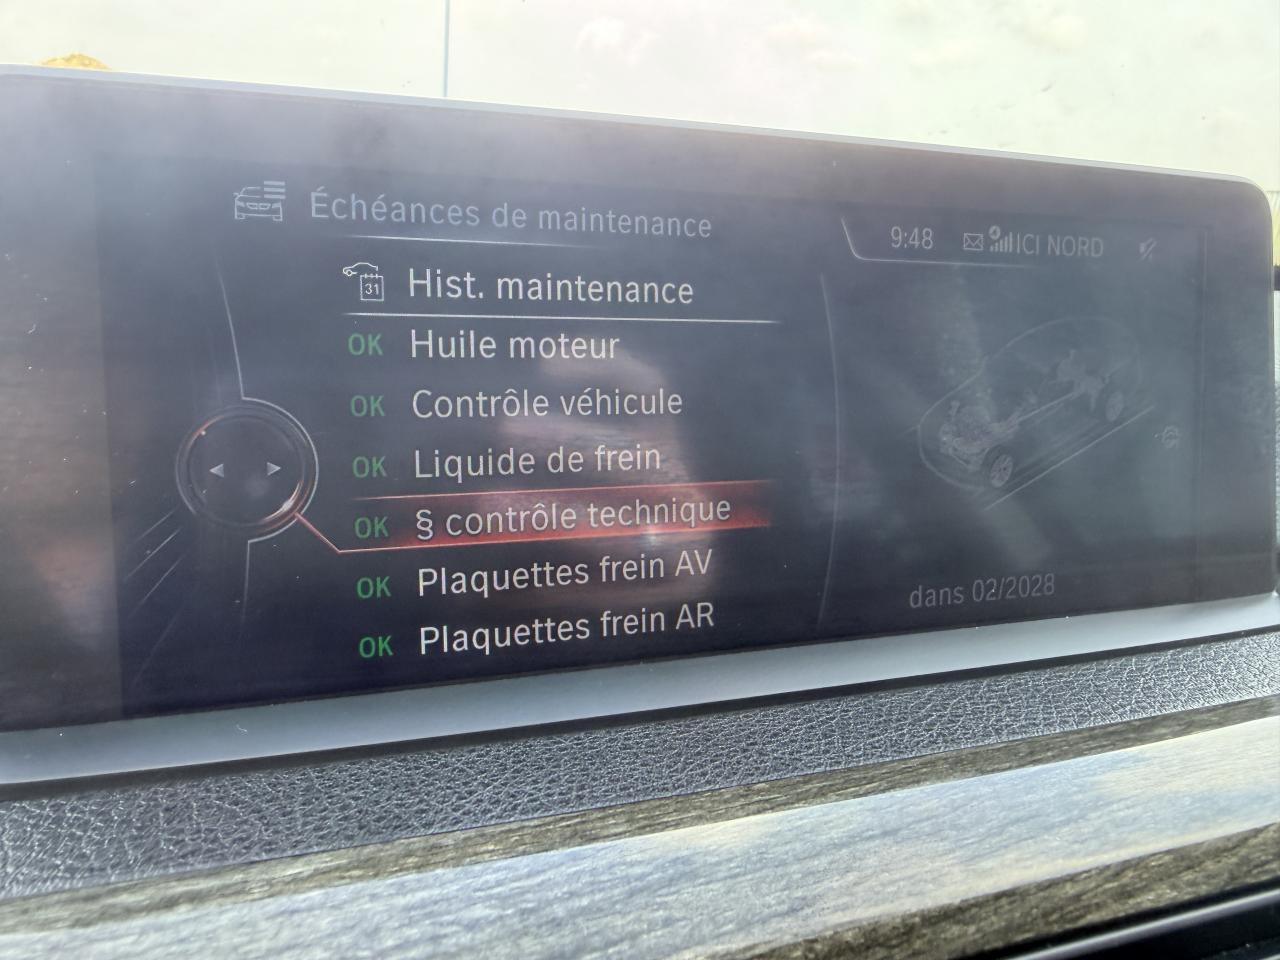 Échéances de maintenance
9:48 ICI NORD
31 Hist. maintenance
OK Huile moteur
OK Contrôle véhicule
OK Liquide de frein
OK § contrôle technique
OK Plaquettes frein AV
OK Plaquettes frein AR
dans 02/2028